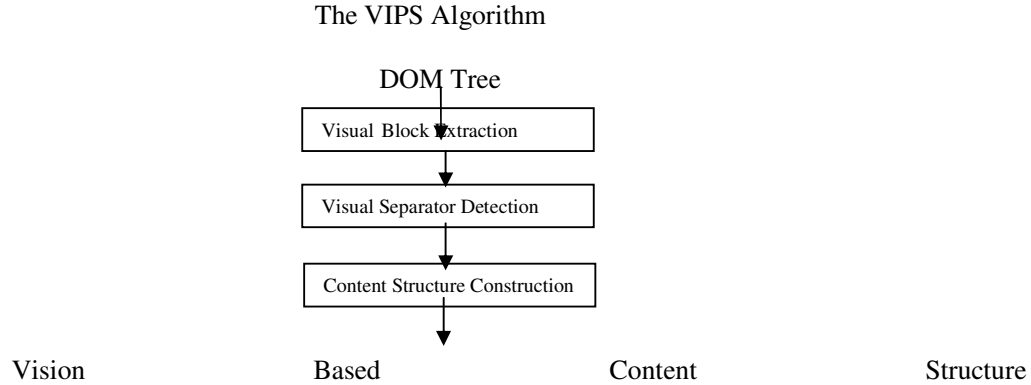 The VIPS Algorithm
DOM Tree
Visual Block Extraction
Visual Separator Detection
Content Structure Construction
Vision Based Content Structure